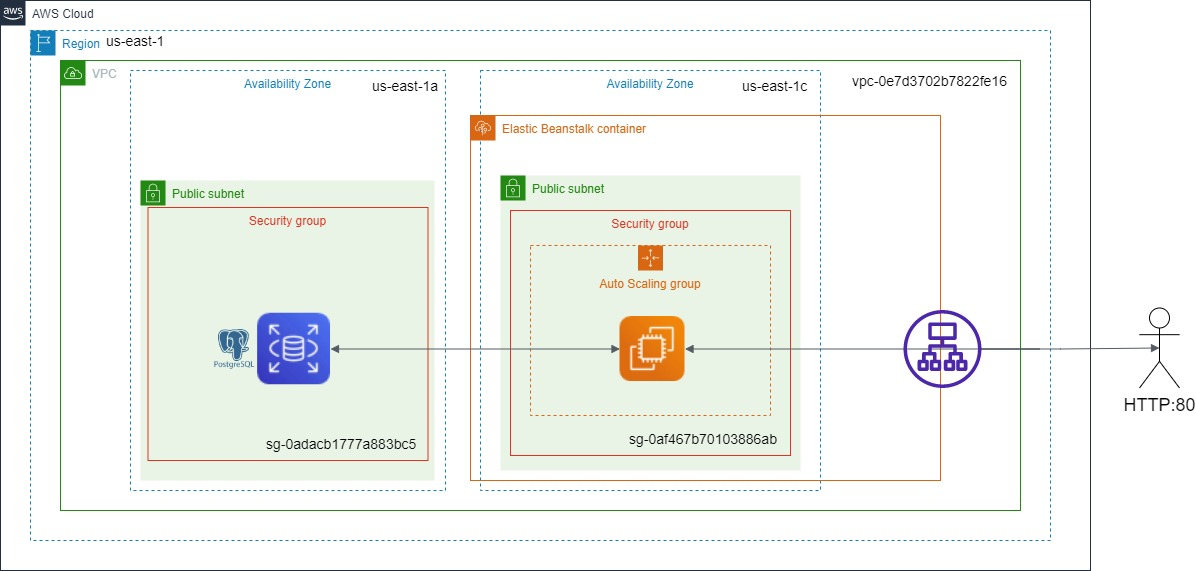 aws
AWS Cloud
Region us-east-1
VPC
Availability Zone
us-east-1a
Availability Zone
us-east-1c
vpc-0e7d3702b7822fe16
Elastic Beanstalk container
Public subnet
Security group
PostgreSQL
sg-0adacb1777a883bc5
Public subnet
Security group
Auto Scaling group
sg-0af467b70103886ab
HTTP:80